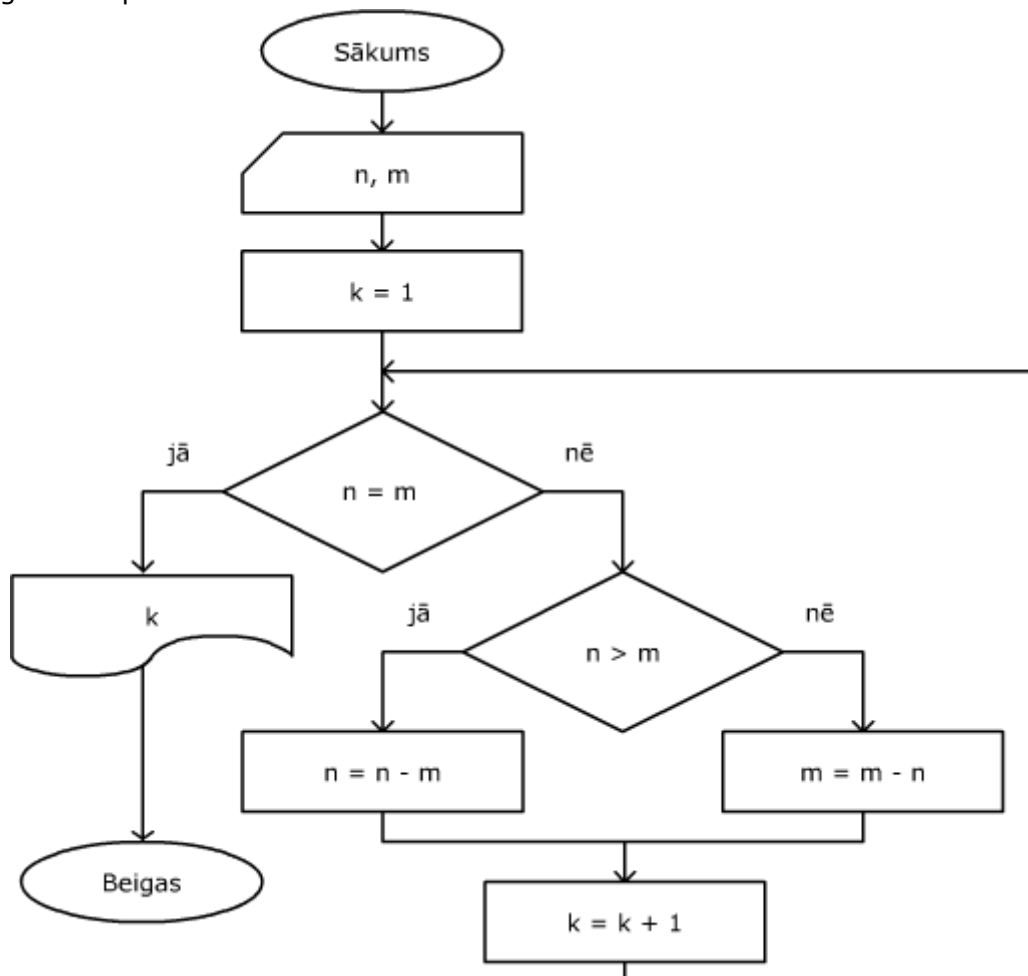 Sākums
n, m
k = 1
jā
nē
n = m
k
jā
nē
n > m
n = n - m
m = m - n
Beigas
k = k + 1